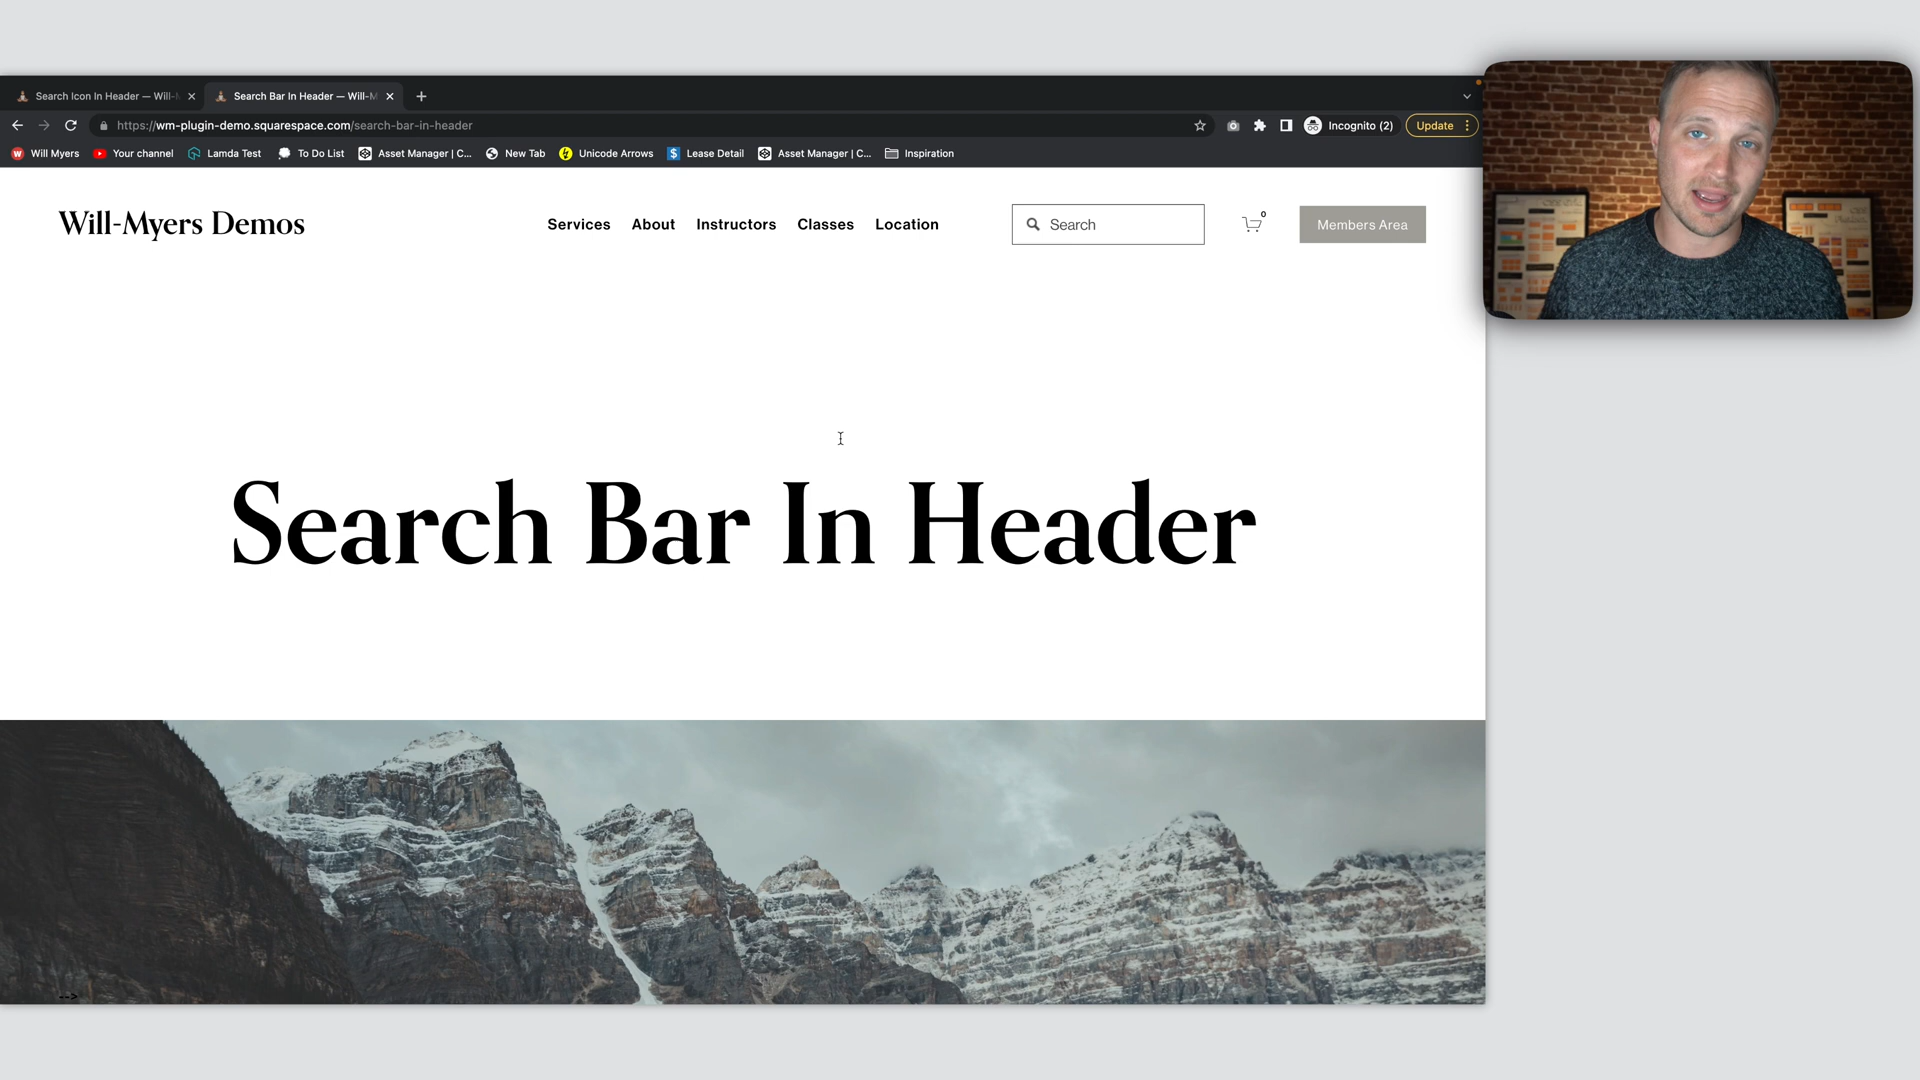 Search Icon In Header — Will-
Search Bar In Header — Will-M
https://wm-plugin-demo.squarespace.com/search-bar-in-header
Incognito (2)
Update
Will Myers
Your channel
Lamda Test
To Do List
Asset Manager | C...
New Tab
Unicode Arrows
$
Lease Detail
Asset Manager | C...
Inspiration
Will-Myers Demos
Services
About
Instructors
Classes
Location
Search
0
Members Area
Search Bar In Header
-->